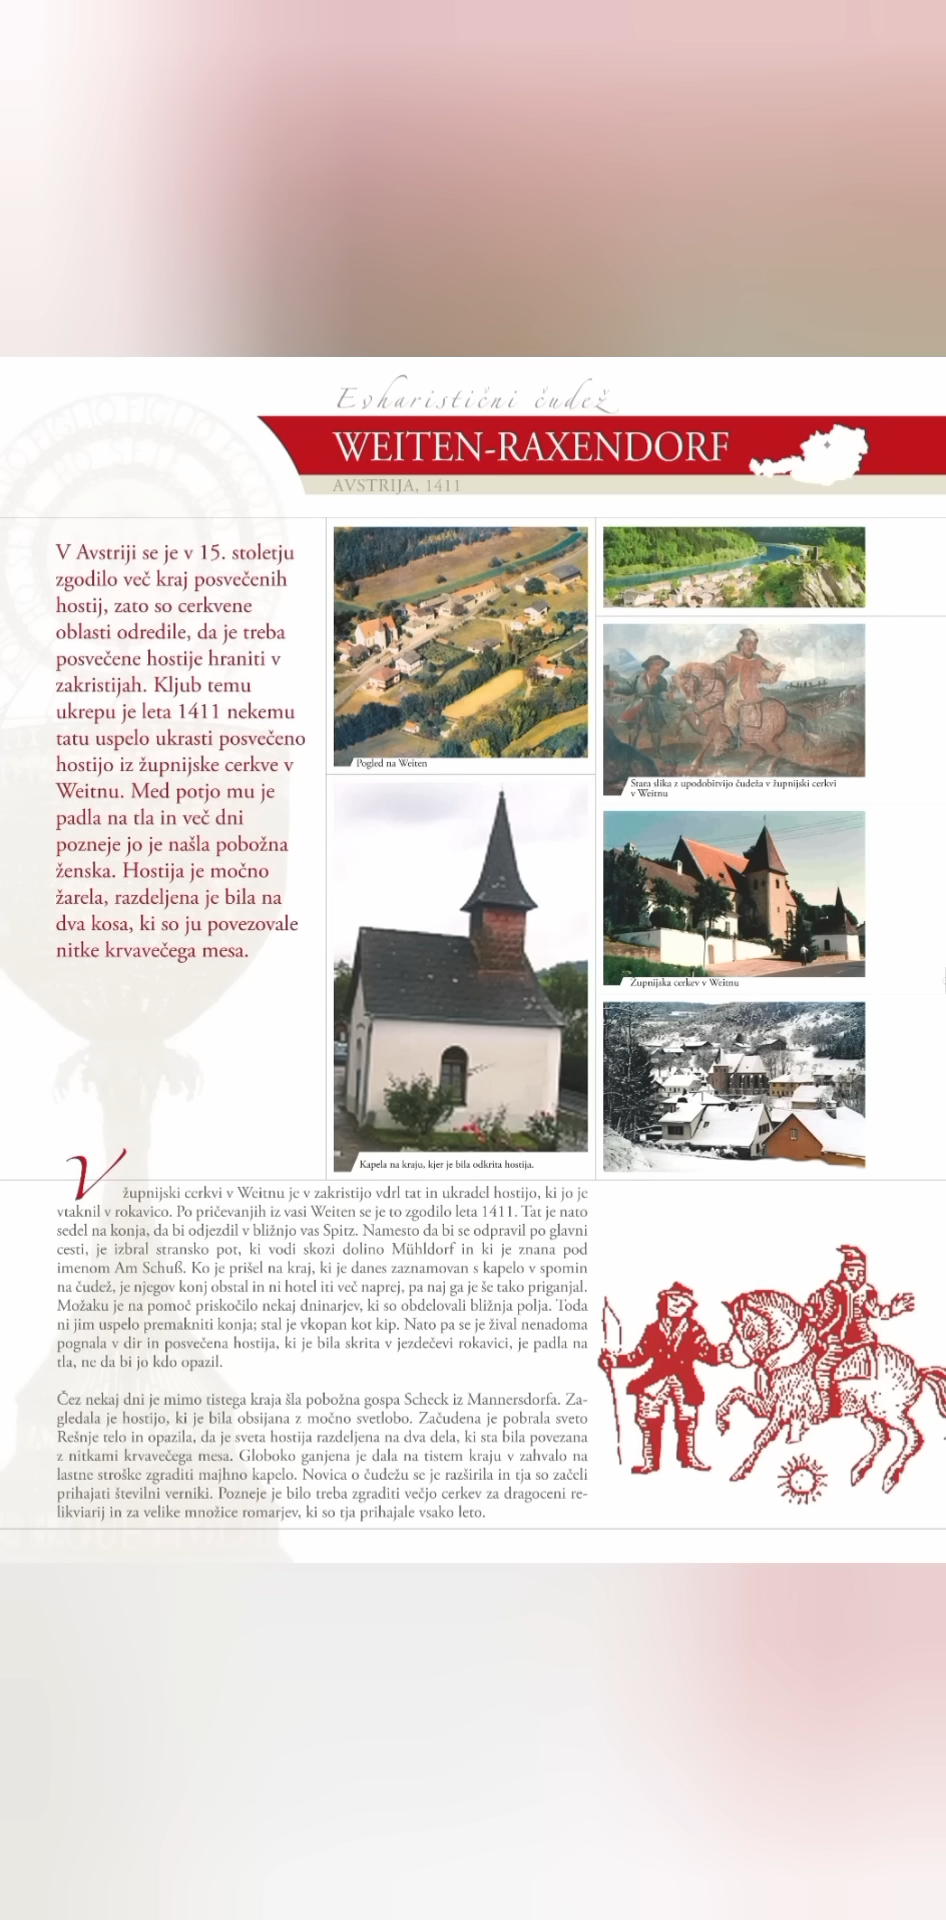 Evharistični čudež
WEITEN-RAXENDORF
AVSTRIJA, 1411
V Avstriji se je v 15. stoletju
zgodilo več kraj posvečenih
hostij, zato so cerkvene
oblasti odredile, da je treba
posvečene hostije hraniti v
zakristijah. Kljub temu
ukrepu je leta 1411 nekemu
tatu uspelo ukrasti posvečeno
hostijo iz župnijske cerkve v
Weitnu. Med potjo mu je
padla na tla in več dni
pozneje jo je našla pobožna
ženska. Hostija je močno
žarela, razdeljena je bila na
dva kosa, ki so ju povezovale
nitke krvavečega mesa.
Pogled na Weiten
Kapela na kraju, kjer je bila odkrita hostija.
Stara slika z upodobitvijo čudeža v župnijski cerkvi
v Weitnu
Župnijska cerkev v Weitnu
V župnijski cerkvi v Weitnu je v zakristijo vdrl tat in ukradel hostijo, ki jo je
vtaknil v rokavico. Po pričevanjih iz vasi Weiten se je to zgodilo leta 1411. Tat je nato
sedel na konja, da bi odjezdil v bližnjo vas Spitz. Namesto da bi se odpravil po glavni
cesti, je izbral stransko pot, ki vodi skozi dolino Mühldorf in ki je znana pod
imenom Am Schuß. Ko je prišel na kraj, ki je danes zaznamovan s kapelo v spomin
na čudež, je njegov konj obstal in ni hotel iti več naprej, pa naj ga je še tako priganjal.
Možaku je na pomoč priskočilo nekaj dninarjev, ki so obdelovali bližnja polja. Toda
ni jim uspelo premakniti konja; stal je vkopan kot kip. Nato pa se je žival nenadoma
pognala v dir in posvečena hostija, ki je bila skrita v jezdečevi rokavici, je padla na
tla, ne da bi jo kdo opazil.
Čez nekaj dni je mimo tistega kraja šla pobožna gospa Scheck iz Mannersdorfa. Za-
gledala je hostijo, ki je bila obsijana z močno svetlobo. Začudena je pobrala sveto
Rešnje telo in opazila, da je sveta hostija razdeljena na dva dela, ki sta bila povezana
z nitkami krvavečega mesa. Globoko ganjena je dala na tistem kraju v zahvalo na
lastne stroške zgraditi majhno kapelo. Novica o čudežu se je razširila in tja so začeli
prihajati številni verniki. Pozneje je bilo treba zgraditi večjo cerkev za dragoceni re-
likviarij in za velike množice romarjev, ki so tja prihajale vsako leto.